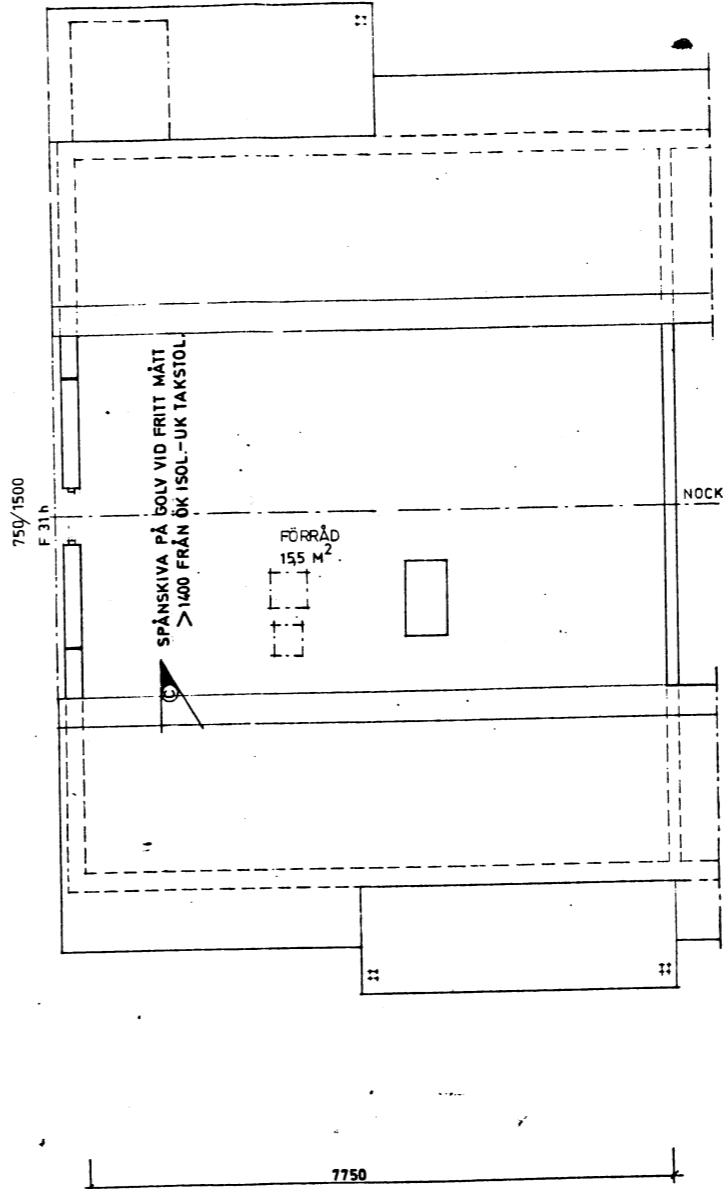 750/1500
F 31h
SPÅNSKIVA PÅ GOLV VID FRITT MÅTT
>1400 FRÅN ÖK ISOL.-UK TAKSTOL.
NOCK
FÖRRÅD
15,5 M²
C
7750